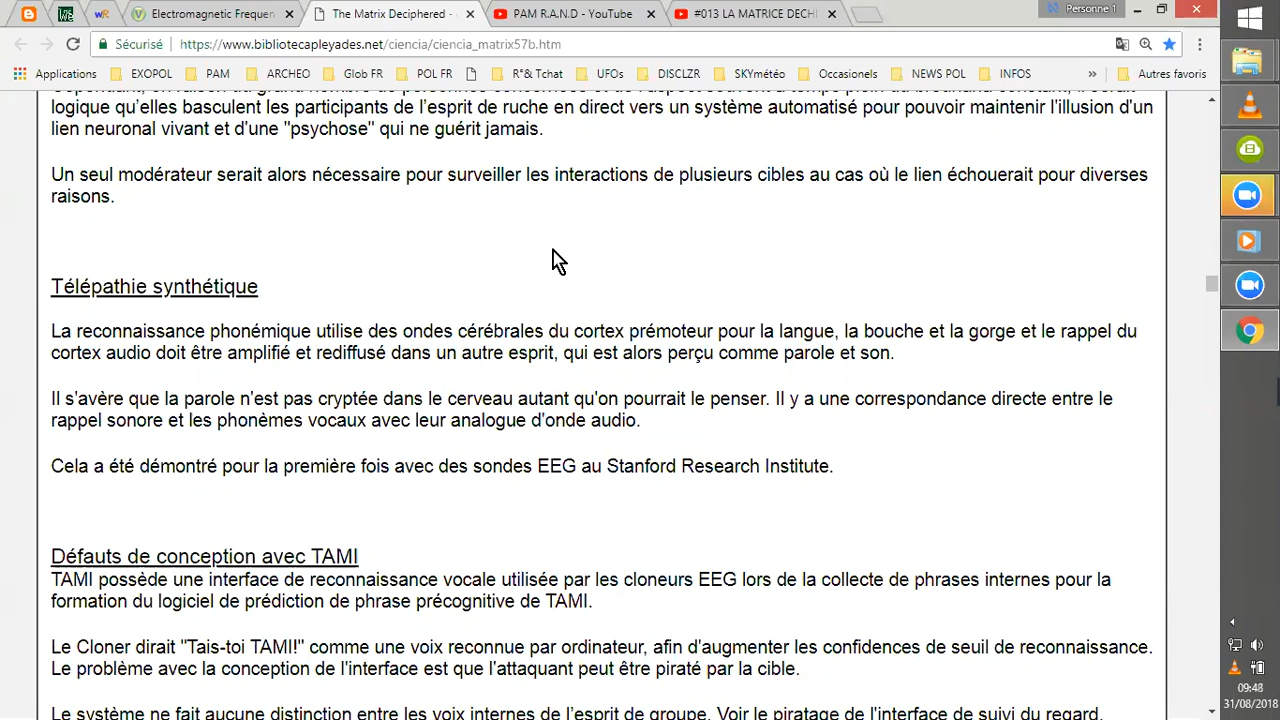 Electromagnetic Frequen
The Matrix Deciphered - c
PAM R.A.N.D - YouTube
#013 LA MATRICE DECHI
Personne 1
Sécurisé
https://www.bibliotecapleyades.net/ciencia/ciencia_matrix57b.htm
Applications EXOPOL PAM ARCHEO Glob FR POL FR R*& Tchat UFOs DISCLZR SKYmétéo Occasionels NEWS POL INFOS » Autres favoris
logique qu'elles basculent les participants de l'esprit de ruche en direct vers un système automatisé pour pouvoir maintenir l'illusion d'un
lien neuronal vivant et d'une "psychose" qui ne guérit jamais.
Un seul modérateur serait alors nécessaire pour surveiller les interactions de plusieurs cibles au cas où le lien échouerait pour diverses
raisons.
Télépathie synthétique
La reconnaissance phonémique utilise des ondes cérébrales du cortex prémoteur pour la langue, la bouche et la gorge et le rappel du
cortex audio doit être amplifié et rediffusé dans un autre esprit, qui est alors perçu comme parole et son.
Il s'avère que la parole n'est pas cryptée dans le cerveau autant qu'on pourrait le penser. Il y a une correspondance directe entre le
rappel sonore et les phonèmes vocaux avec leur analogue d'onde audio.
Cela a été démontré pour la première fois avec des sondes EEG au Stanford Research Institute.
Défauts de conception avec TAMI
TAMI possède une interface de reconnaissance vocale utilisée par les cloneurs EEG lors de la collecte de phrases internes pour la
formation du logiciel de prédiction de phrase précognitive de TAMI.
Le Cloner dirait "Tais-toi TAMI!" comme une voix reconnue par ordinateur, afin d'augmenter les confidences de seuil de reconnaissance.
Le problème avec la conception de l'interface est que l'attaquant peut être piraté par la cible.
Le système ne fait aucune distinction entre les voix internes de l'esprit de groupe. Voir le piratage de l'interface de suivi du regard.
09:48
31/08/2018